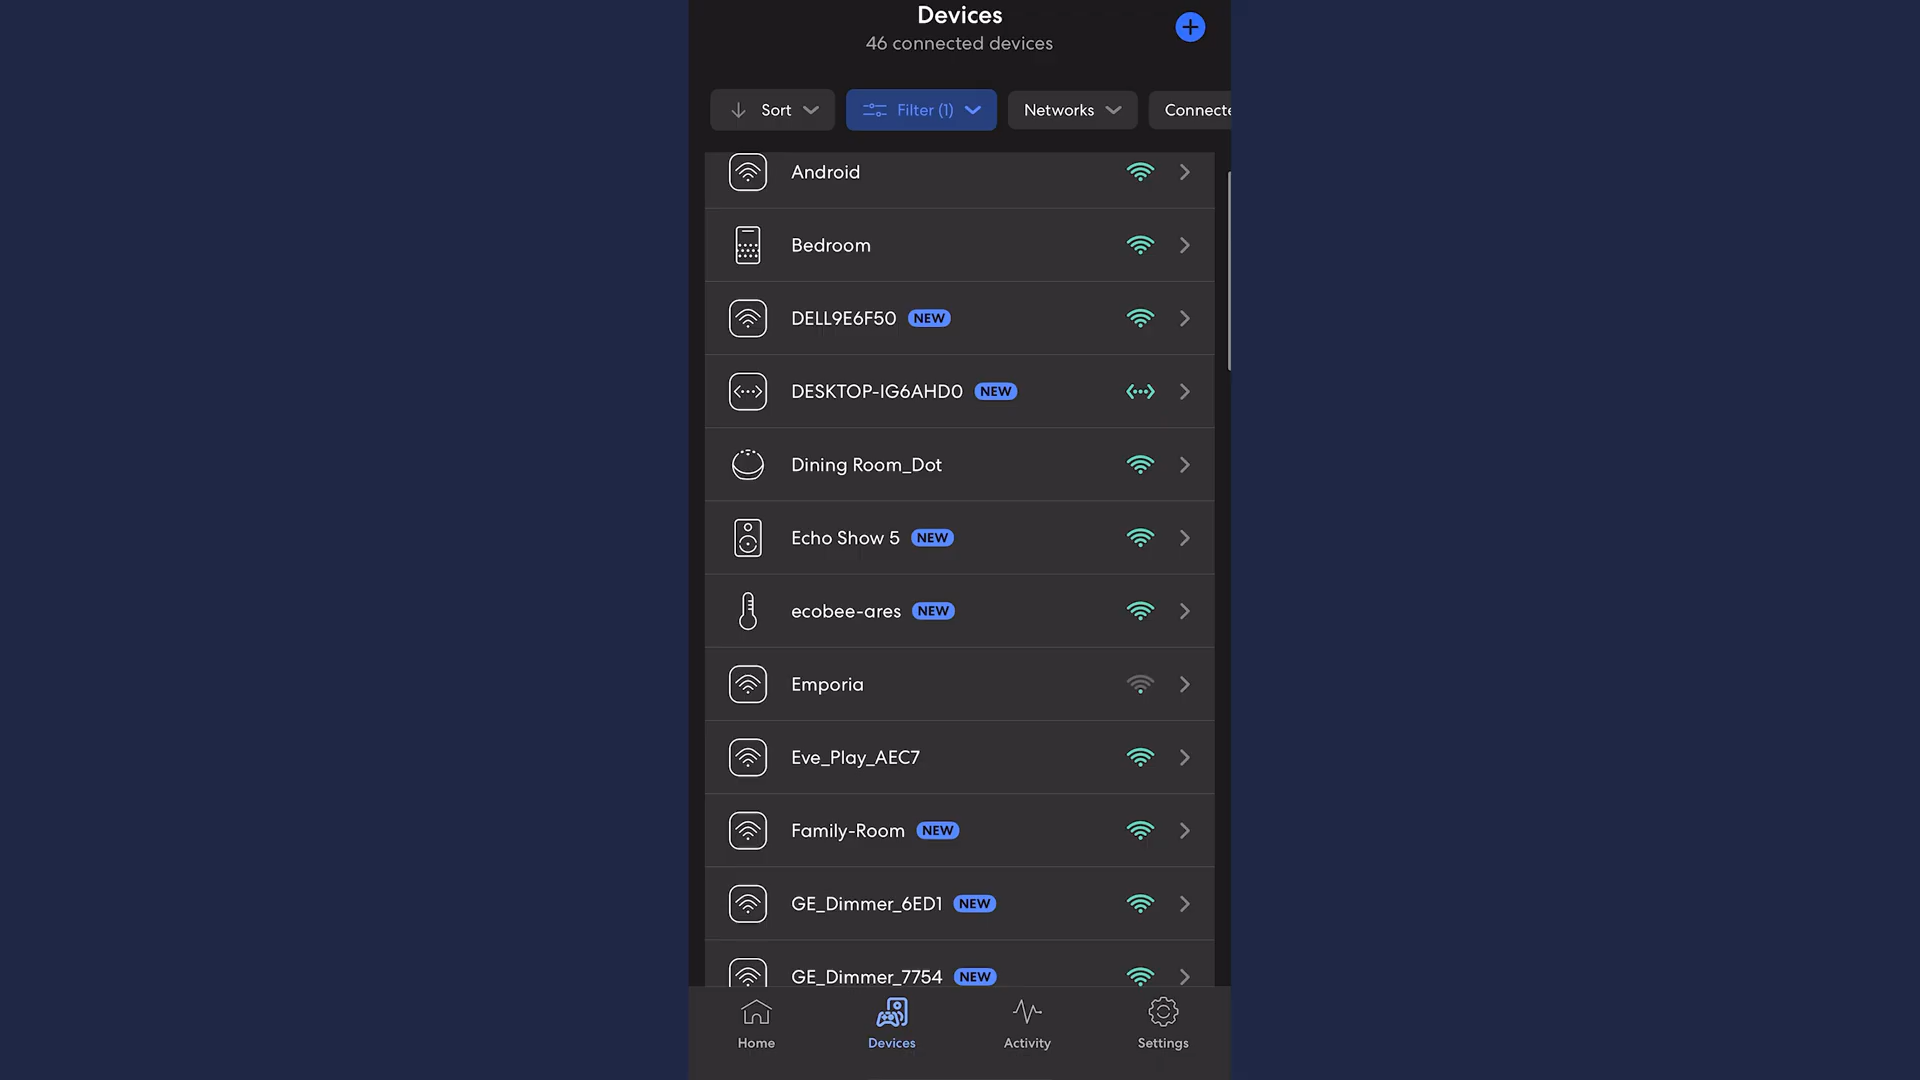 Devices
46 connected devices
Sort
Filter (1)
Networks
Connecte
Android
Bedroom
DELL9E6F50 NEW
DESKTOP-IG6AHD0 NEW
Dining Room_Dot
Echo Show 5 NEW
ecobee-ares NEW
Emporia
Eve_Play_AEC7
Family-Room NEW
GE_Dimmer_6ED1 NEW
GE_Dimmer_7754 NEW
Home
Devices
Activity
Settings